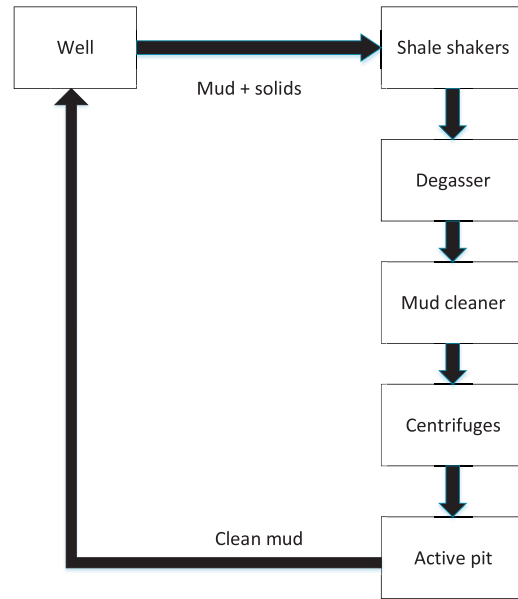 Well
Shale shakers
Mud + solids
Degasser
Mud cleaner
Centrifuges
Clean mud
Active pit